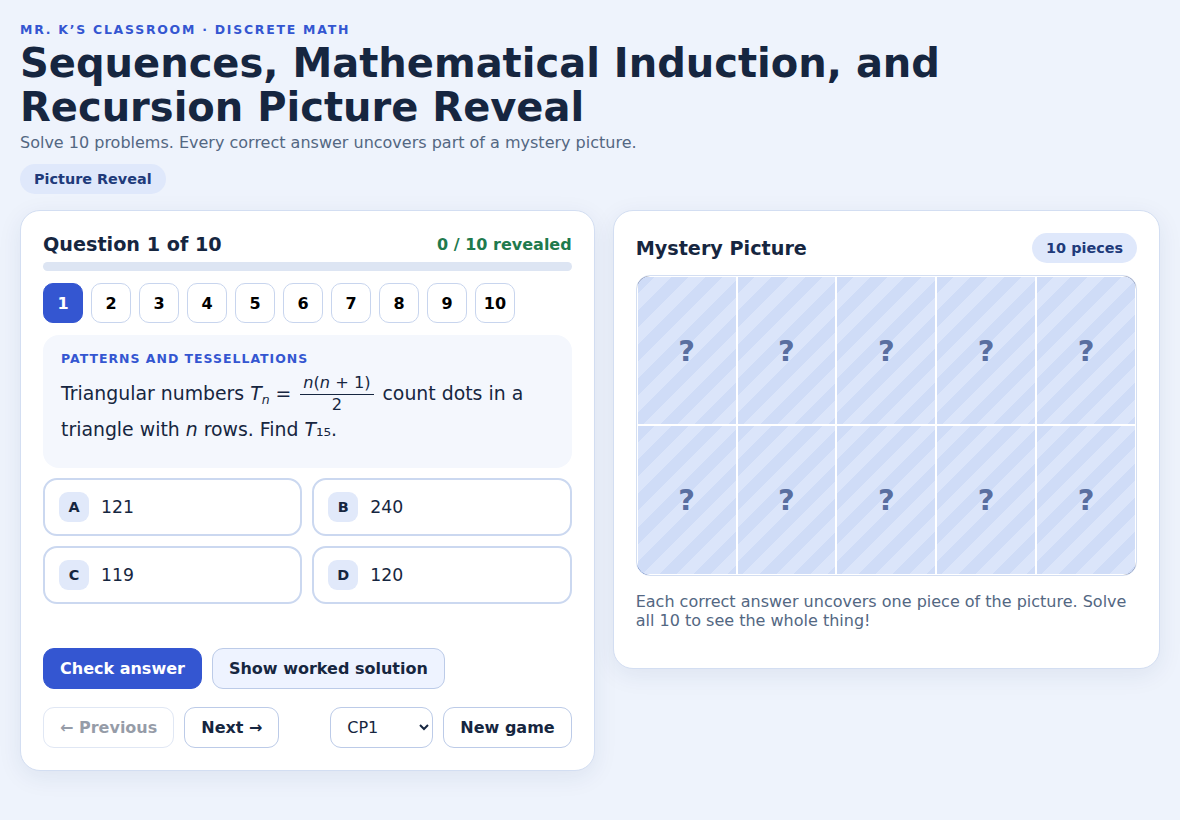 MR. K’S CLASSROOM · DISCRETE MATH
Sequences, Mathematical Induction, and
Recursion Picture Reveal
Solve 10 problems. Every correct answer uncovers part of a mystery picture.
Picture Reveal
Question 1 of 10
0 / 10 revealed
1 2 3 4 5 6 7 8 9 10
PATTERNS AND TESSELLATIONS
Triangular numbers Tₙ = n(n + 1)/2 count dots in a
triangle with n rows. Find T₁₅.
A 121
B 240
C 119
D 120
Check answer
Show worked solution
← Previous
Next →
CP1
New game
Mystery Picture
10 pieces
? ? ? ? ?
? ? ? ? ?
Each correct answer uncovers one piece of the picture. Solve
all 10 to see the whole thing!